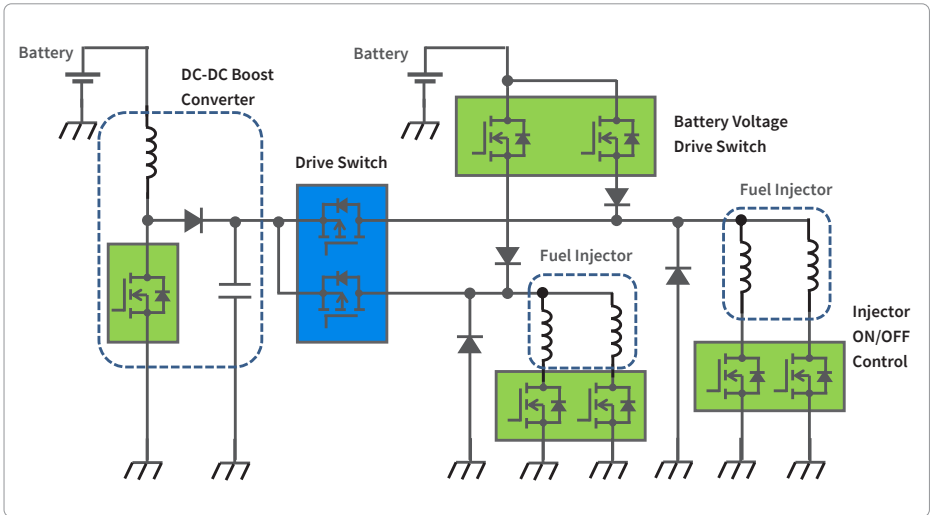 Battery
DC-DC Boost
Converter
Battery
Battery Voltage
Drive Switch
Drive Switch
Fuel Injector
Fuel Injector
Injector
ON/OFF
Control